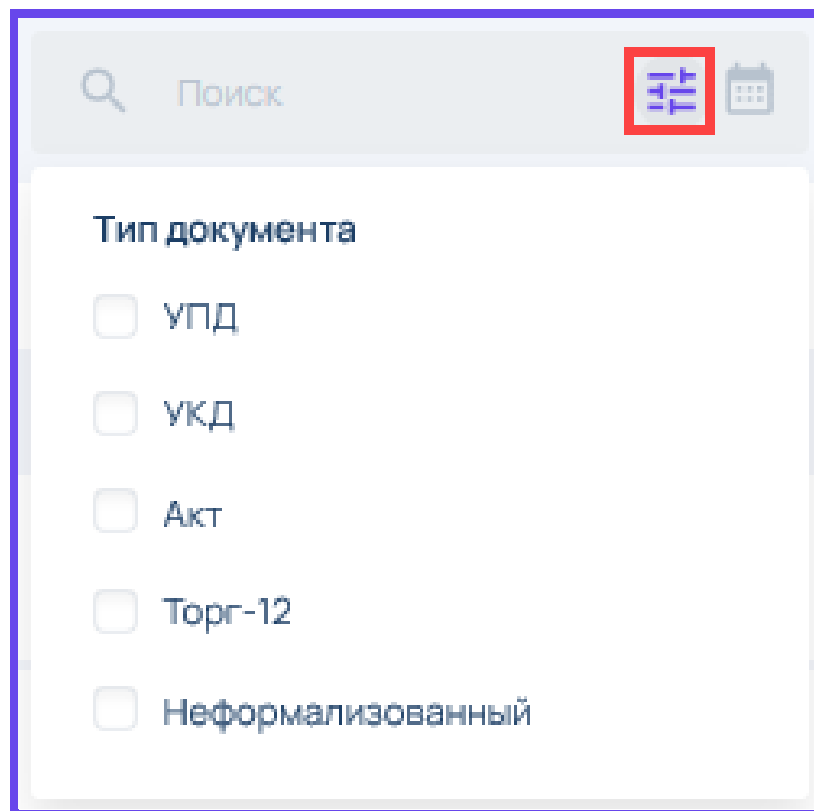 Поиск
Тип документа
УПД
УКД
Акт
Торг-12
Неформализованный